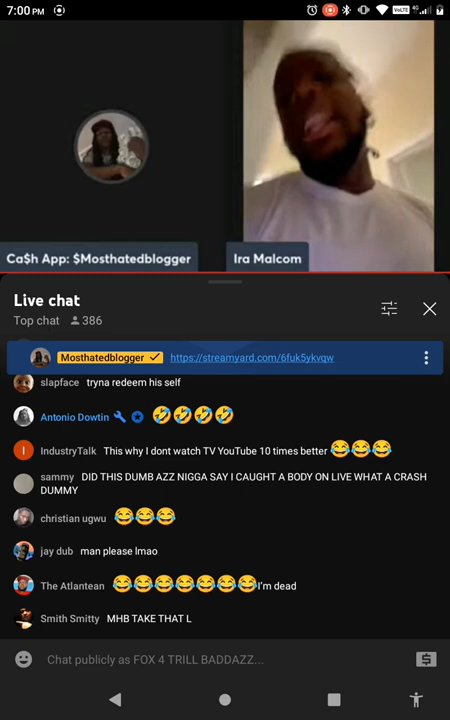 7:00 PM
VoLTE 4G
Ca$h App: $Mosthatedblogger
Ira Malcom
Live chat
Top chat 386
Mosthatedblogger https://streamyard.com/6fuk5ykvqw
slapface tryna redeem his self
Antonio Dowtin 🤣🤣🤣🤣
I IndustryTalk This why I dont watch TV YouTube 10 times better 😂😂😂
sammy DID THIS DUMB AZZ NIGGA SAY I CAUGHT A BODY ON LIVE WHAT A CRASH
DUMMY
christian ugwu 😂😂😂
jay dub man please lmao
The Atlantean 😂😂😂😂😂😂😂I'm dead
Smith Smitty MHB TAKE THAT L
Chat publicly as FOX 4 TRILL BADDAZZ...